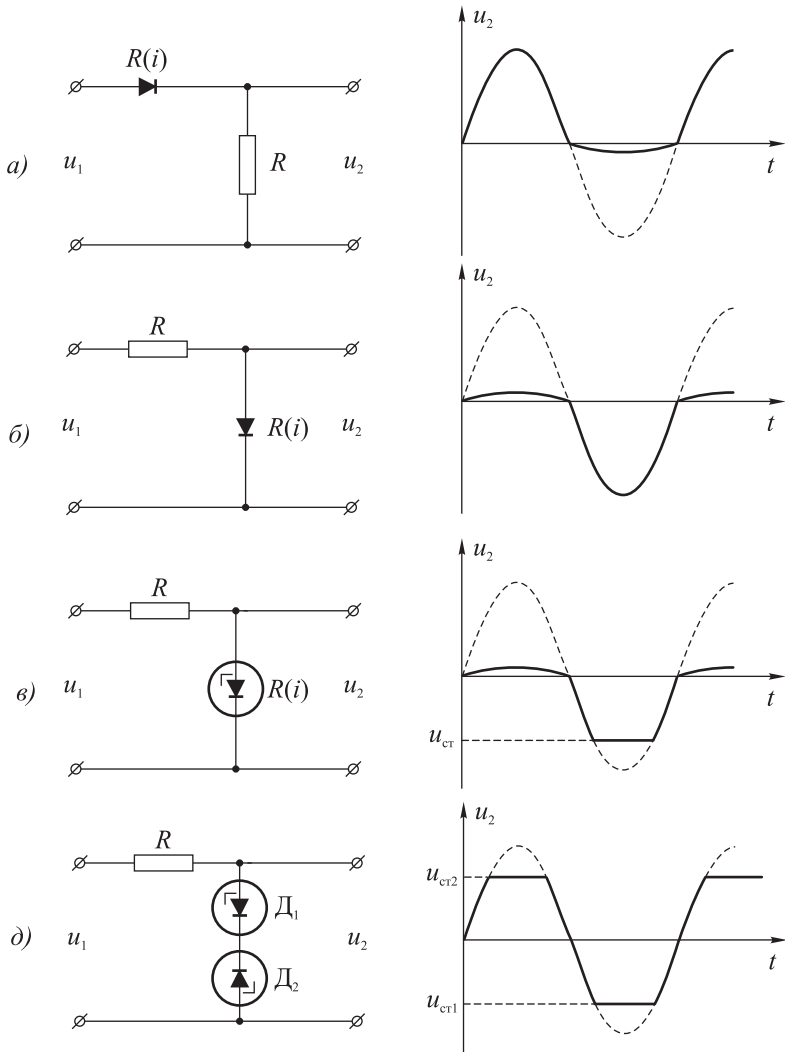 R(i)
а)
u₁
R
u₂
u₂
t
R
б)
u₁
R(i)
u₂
u₂
t
R
в)
u₁
R(i)
u₂
u₂
uст
t
R
д)
u₁
Д₁
Д₂
u₂
u₂
uст2
uст1
t